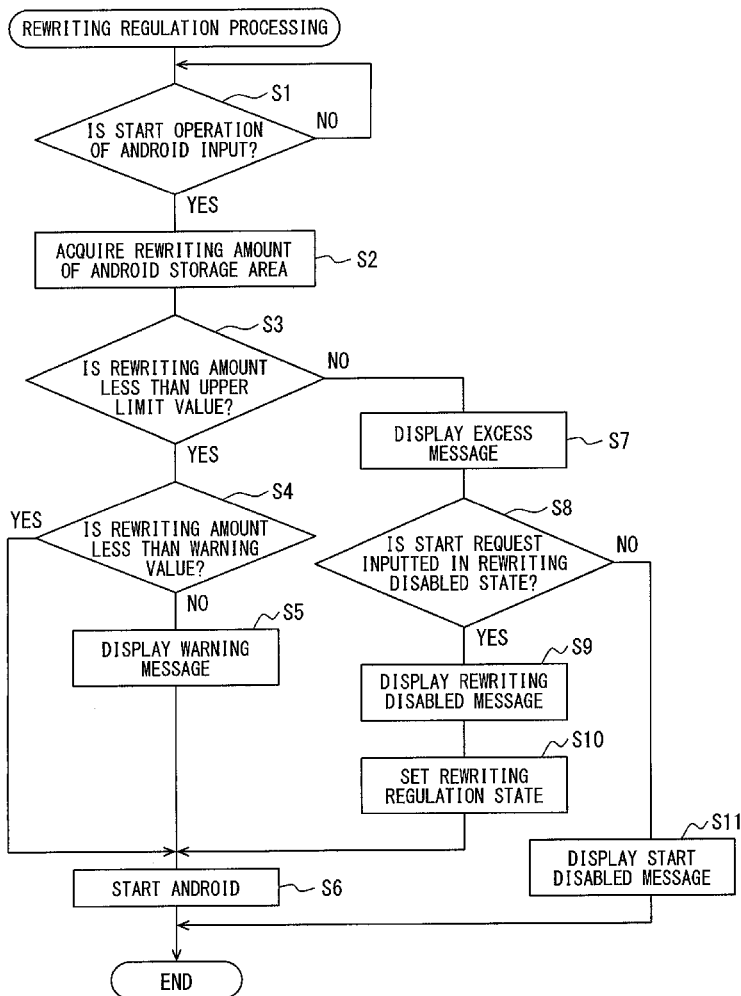 REWRITING REGULATION PROCESSING
S1
IS START OPERATION
OF ANDROID INPUT?
NO
YES
ACQUIRE REWRITING AMOUNT
OF ANDROID STORAGE AREA
S2
S3
IS REWRITING AMOUNT
LESS THAN UPPER
LIMIT VALUE?
NO
YES
DISPLAY EXCESS
MESSAGE
S7
S4
YES
IS REWRITING AMOUNT
LESS THAN WARNING
VALUE?
NO
S8
IS START REQUEST
INPUTTED IN REWRITING
DISABLED STATE?
NO
YES
S5
DISPLAY WARNING
MESSAGE
S9
DISPLAY REWRITING
DISABLED MESSAGE
S10
SET REWRITING
REGULATION STATE
S11
DISPLAY START
DISABLED MESSAGE
START ANDROID
S6
END